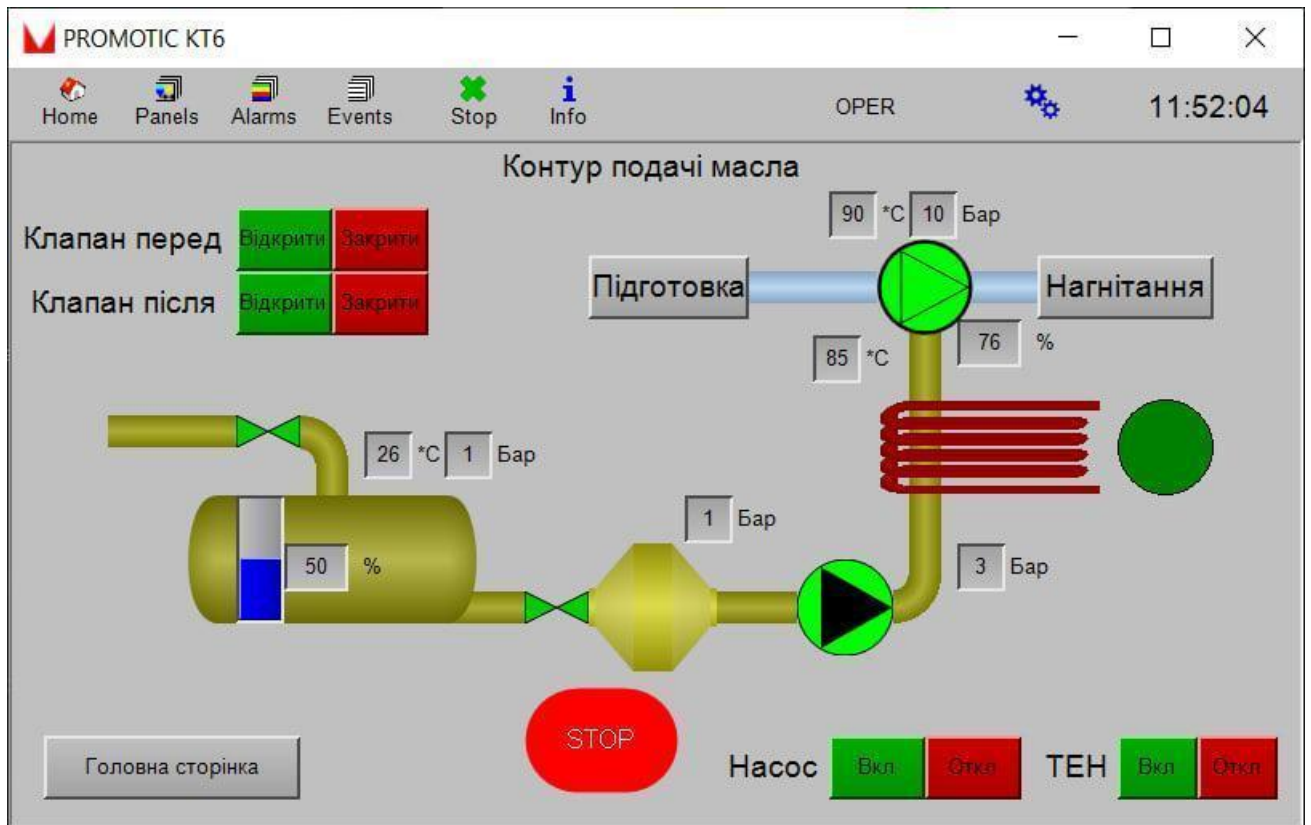 PROMOTIC KT6
Home Panels Alarms Events Stop Info OPER 11:52:04
Контур подачі масла
90 *C 10 Бар
Клапан перед Відкрити Закрити
Підготовка Нагнітання
Клапан після Відкрити Закрити
76 %
85 *C
26 *C 1 Бар
1 Бар
50 %
3 Бар
STOP
Головна сторінка
Насос Вкл Откл ТЕН Вкл Откл